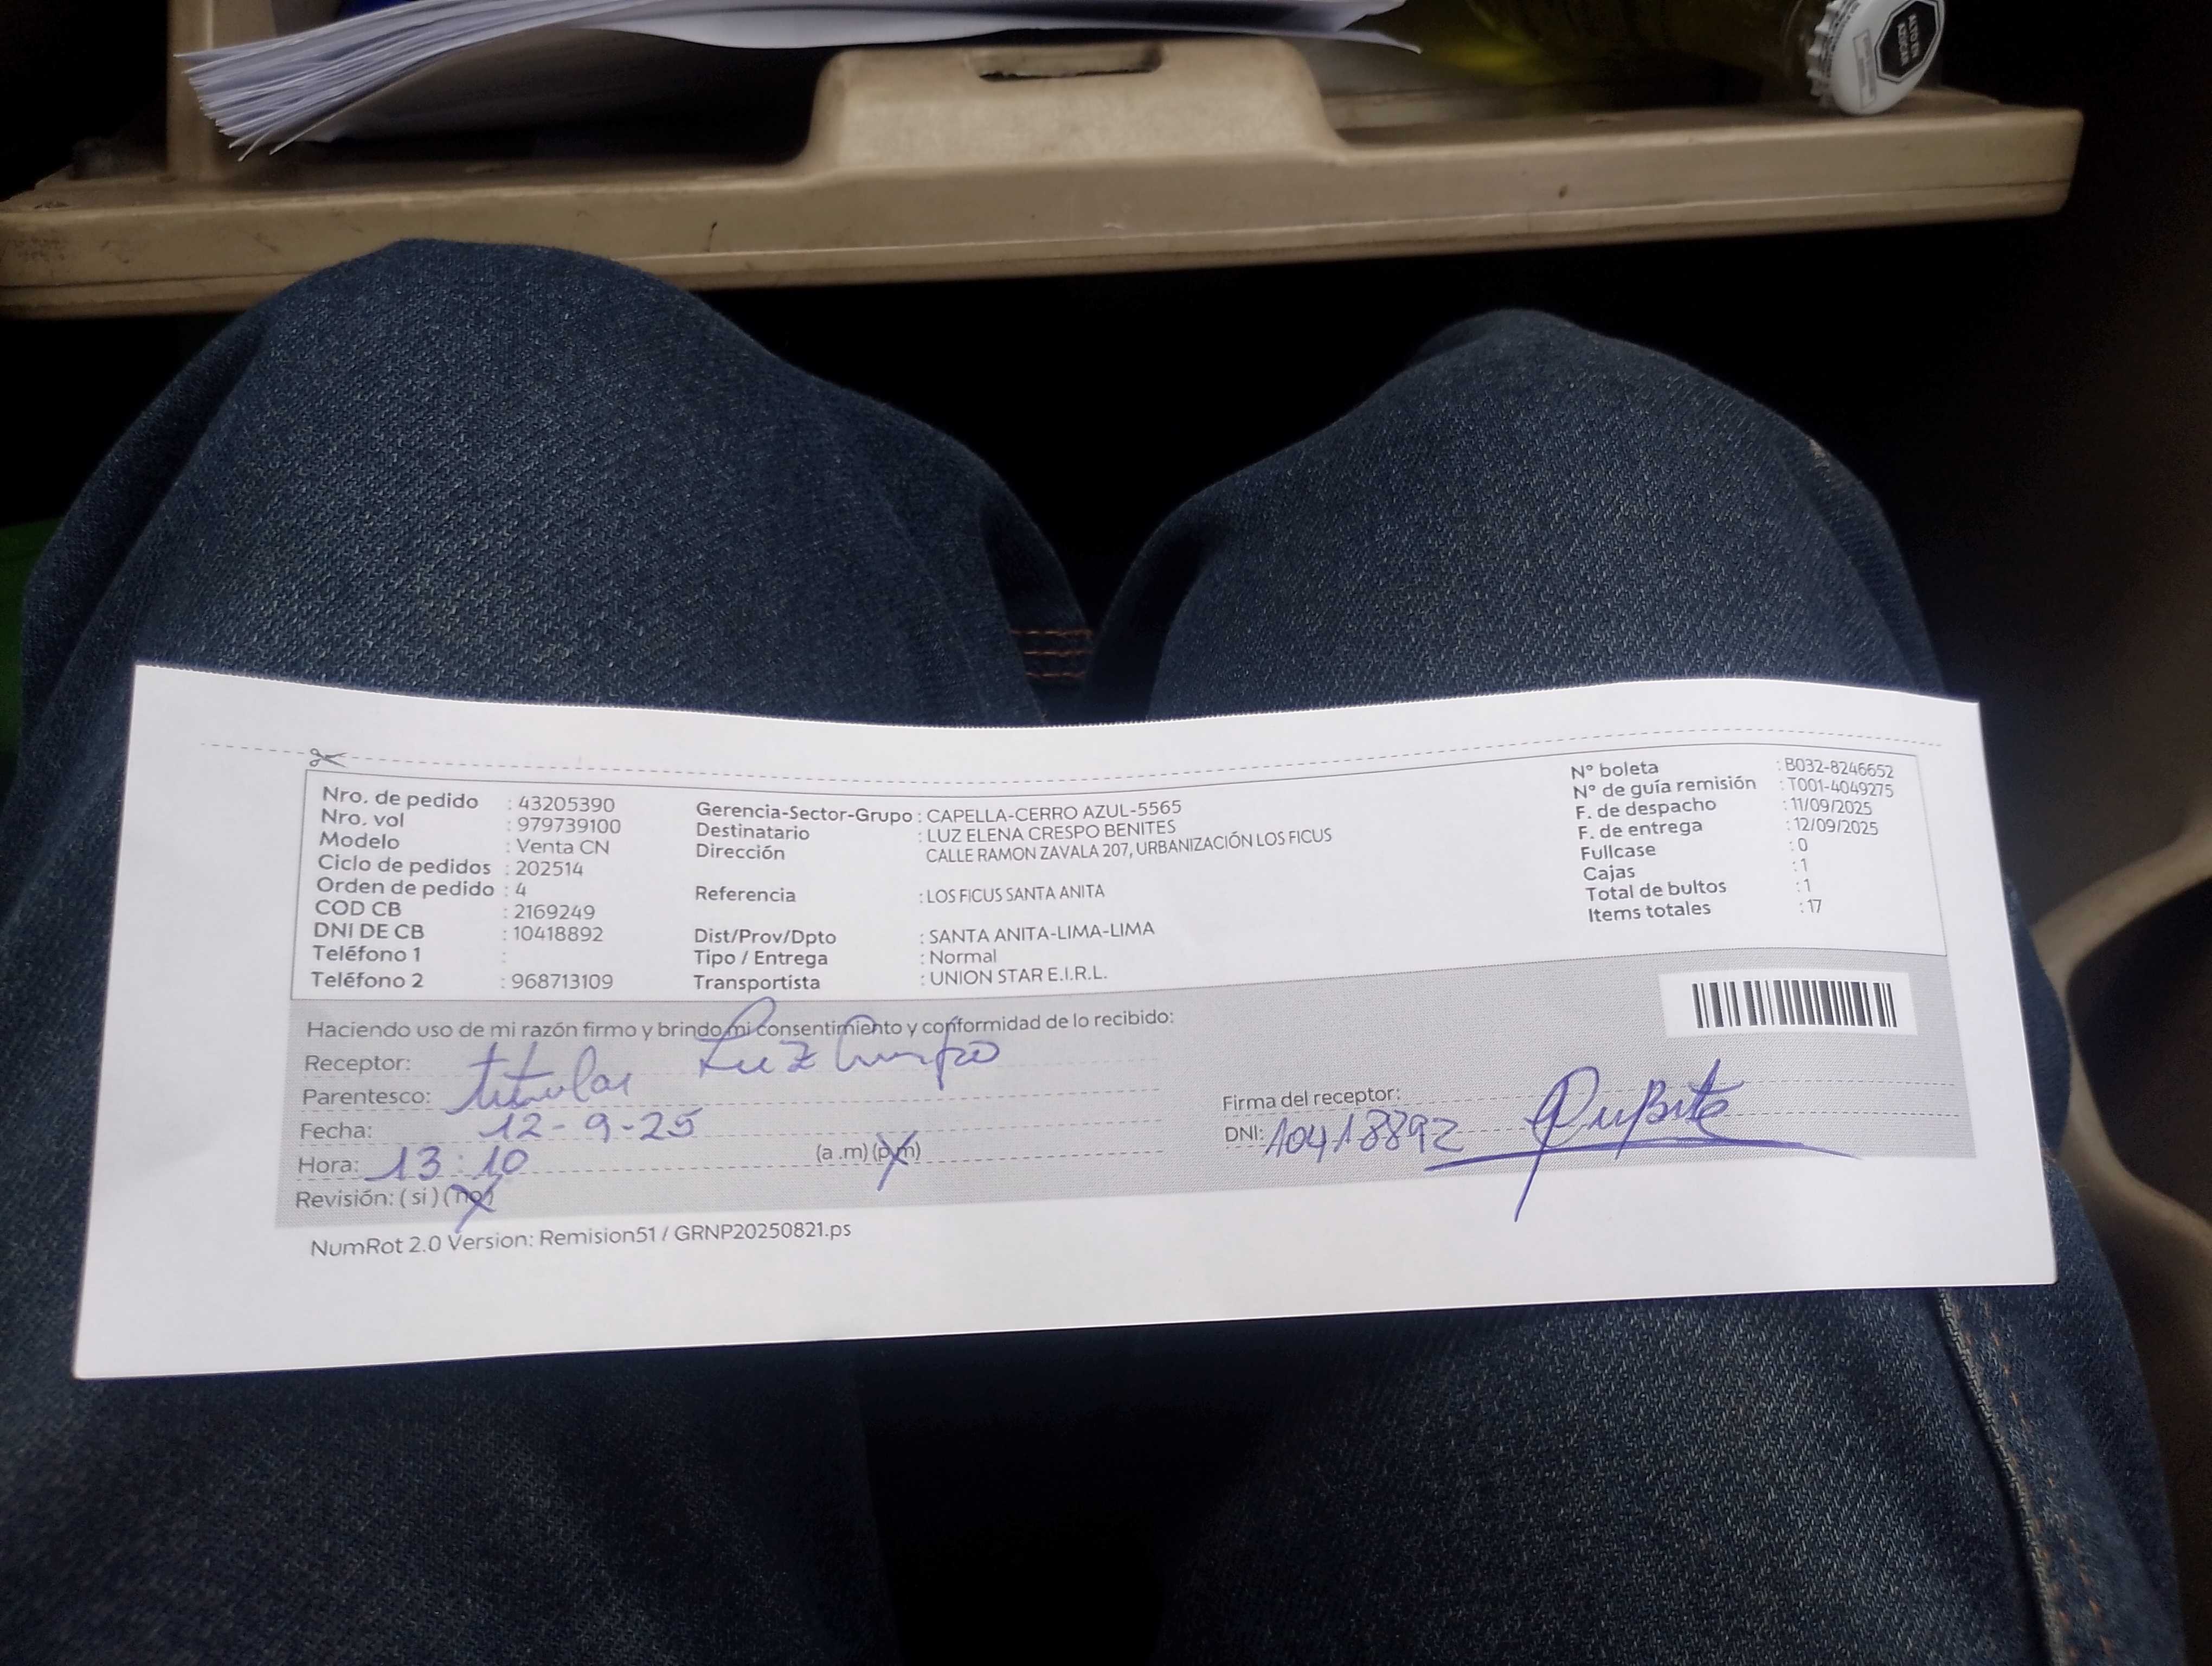 ALTO EN
AZÚCAR
Nro. de pedido : 43205390
Nro. vol : 979739100
Modelo : Venta CN
Ciclo de pedidos : 202514
Orden de pedido : 4
COD CB : 2169249
DNI DE CB : 10418892
Teléfono 1 :
Teléfono 2 : 968713109
Gerencia-Sector-Grupo : CAPELLA-CERRO AZUL-5565
Destinatario : LUZ ELENA CRESPO BENITES
Dirección CALLE RAMON ZAVALA 207, URBANIZACIÓN LOS FICUS
Referencia : LOS FICUS SANTA ANITA
Dist/Prov/Dpto : SANTA ANITA-LIMA-LIMA
Tipo / Entrega : Normal
Transportista : UNION STAR E.I.R.L.
N° boleta : B032-8246652
N° de guía remisión : T001-4049275
F. de despacho : 11/09/2025
F. de entrega : 12/09/2025
Fullcase : 0
Cajas : 1
Total de bultos : 1
Items totales : 17
Haciendo uso de mi razón firmo y brindo mi consentimiento y conformidad de lo recibido:
Receptor: Luz Crespo
Parentesco: titular
Fecha: 12-9-25
Hora: 13:10 (a .m) (p.m)
Revisión: ( si ) ( no )
Firma del receptor:
DNI: 10418892
NumRot 2.0 Version: Remision51 / GRNP20250821.ps